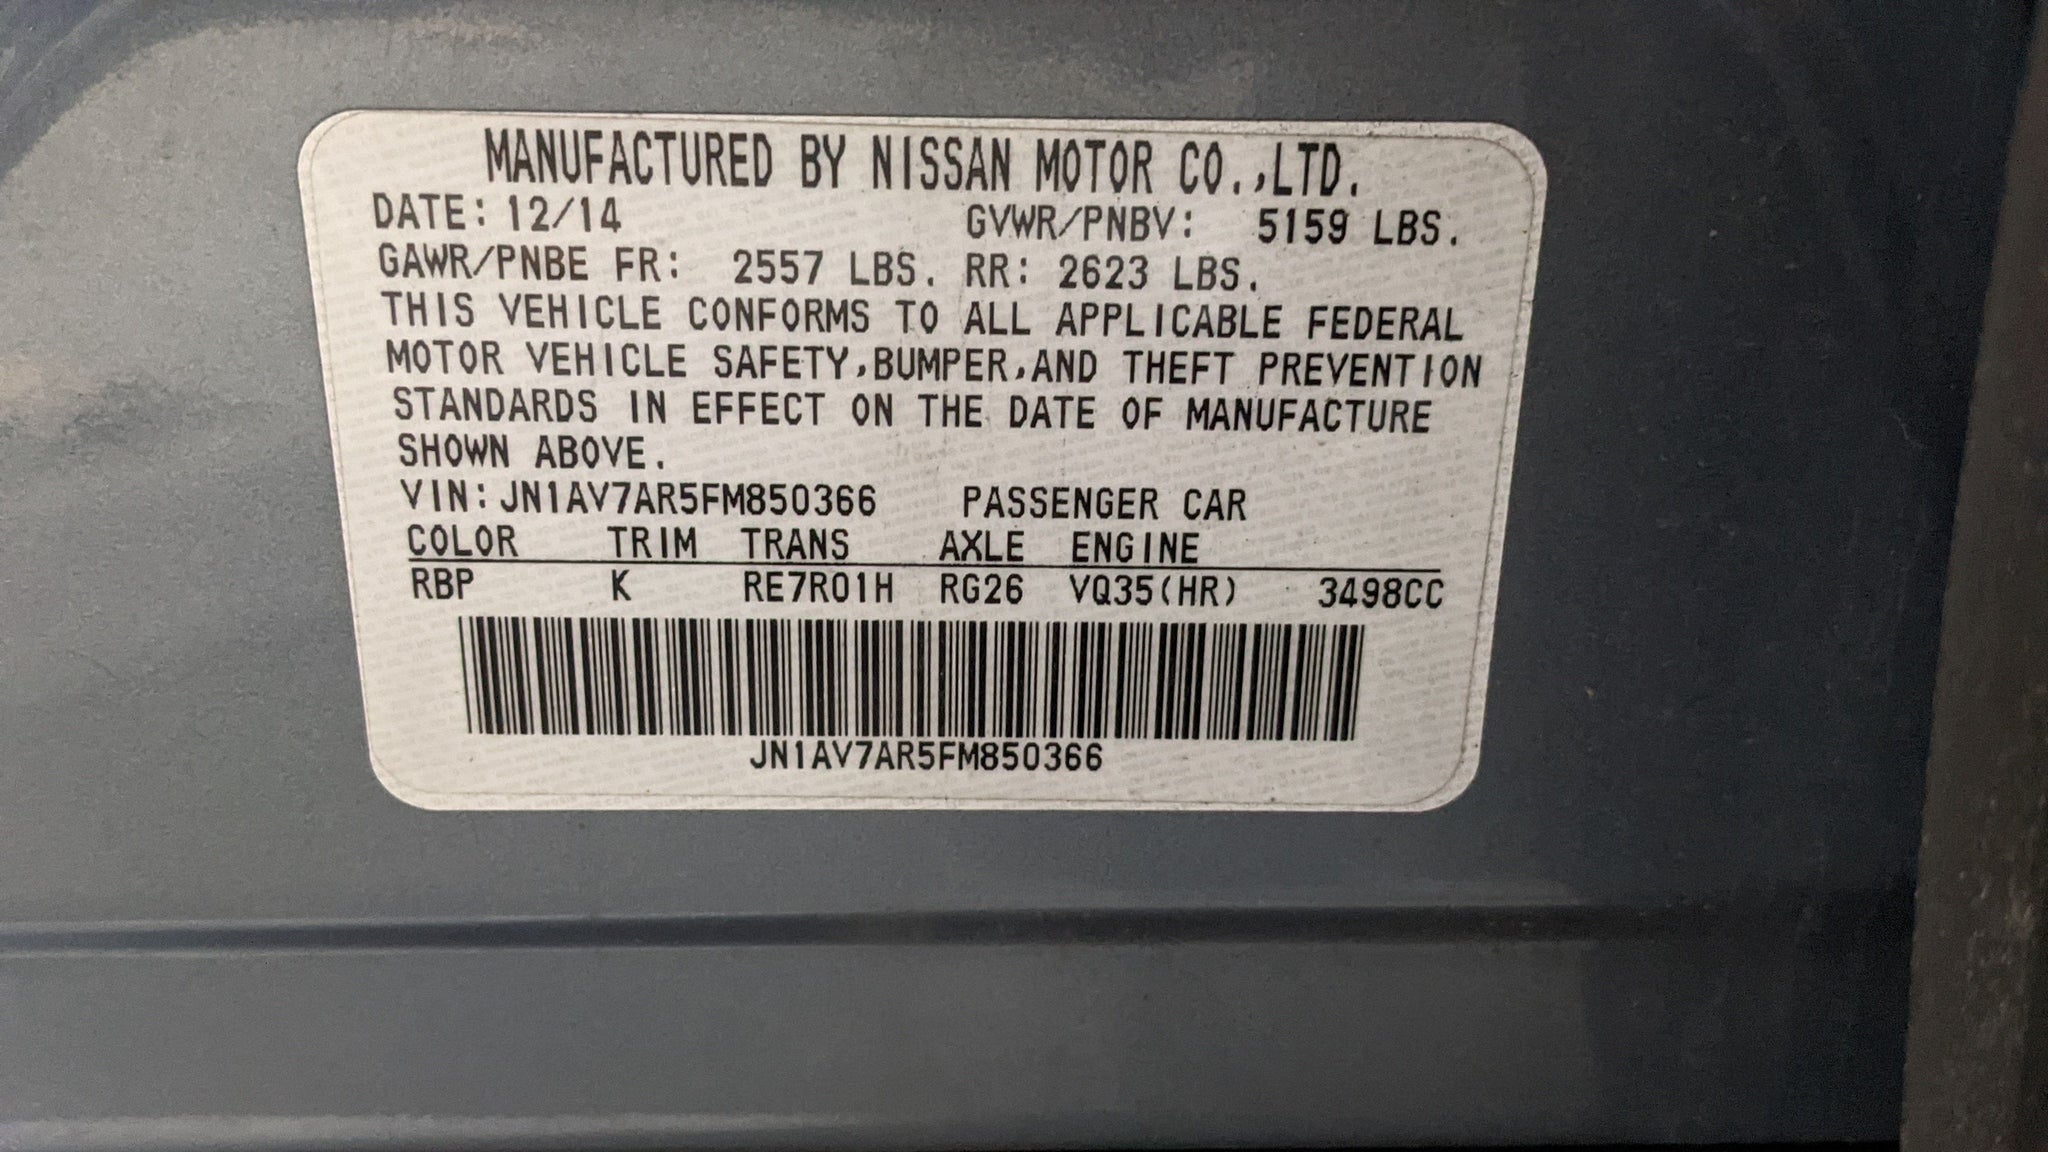 MANUFACTURED BY NISSAN MOTOR CO.,LTD.
DATE: 12/14 GVWR/PNBV: 5159 LBS.
GAWR/PNBE FR: 2557 LBS. RR: 2623 LBS.
THIS VEHICLE CONFORMS TO ALL APPLICABLE FEDERAL
MOTOR VEHICLE SAFETY,BUMPER,AND THEFT PREVENTION
STANDARDS IN EFFECT ON THE DATE OF MANUFACTURE
SHOWN ABOVE.
VIN: JN1AV7AR5FM850366 PASSENGER CAR
COLOR TRIM TRANS AXLE ENGINE
RBP K RE7R01H RG26 VQ35(HR) 3498CC
JN1AV7AR5FM850366